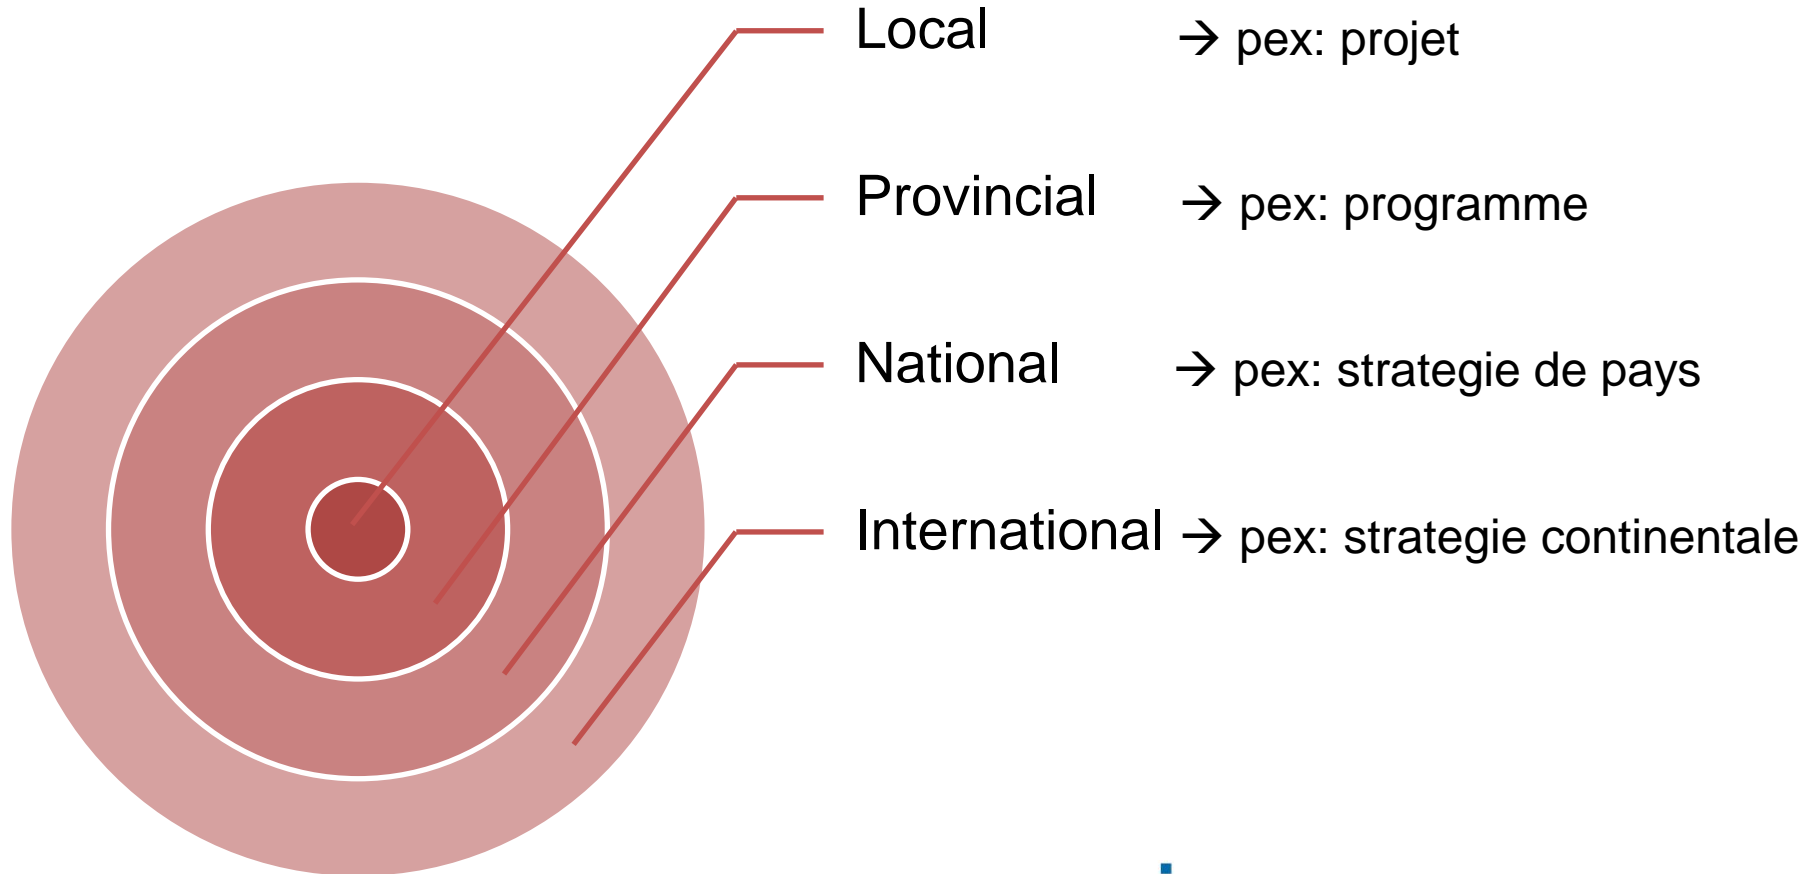 Local → pex: projet
Provincial → pex: programme
National → pex: strategie de pays
International → pex: strategie continentale